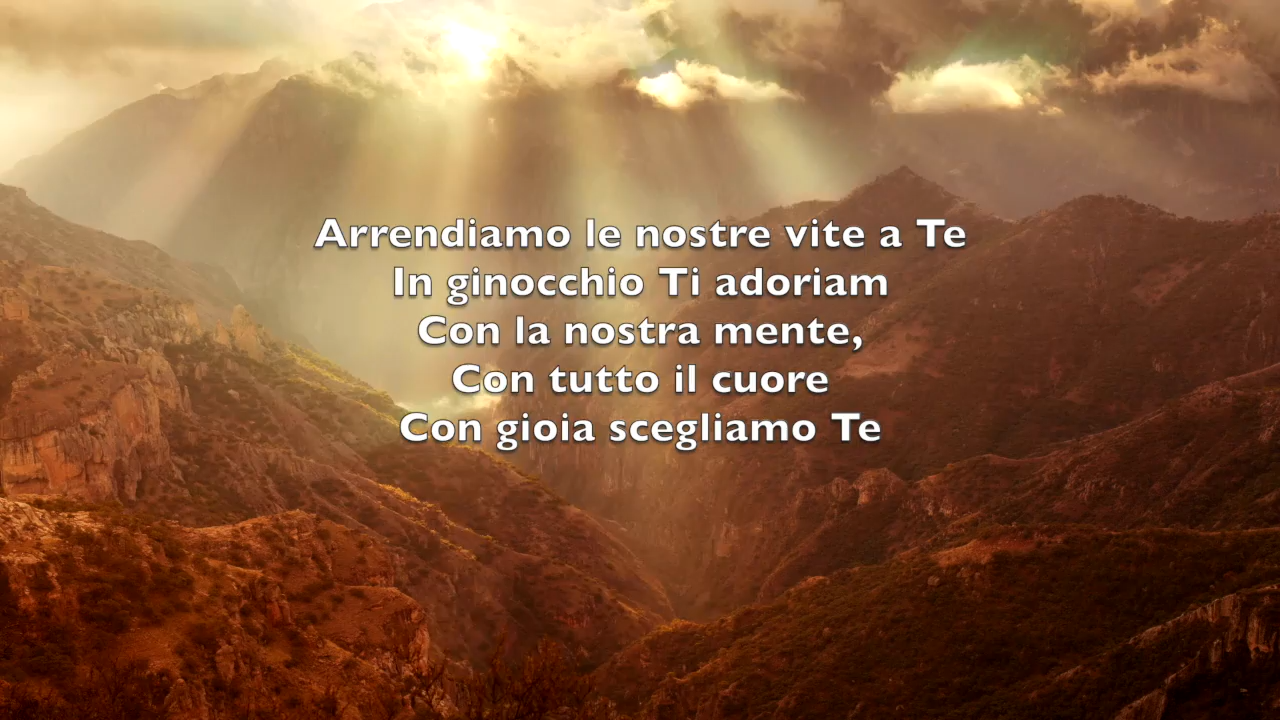 Arrendiamo le nostre vite a Te
In ginocchio Ti adoriam
Con la nostra mente,
Con tutto il cuore
Con gioia scegliamo Te